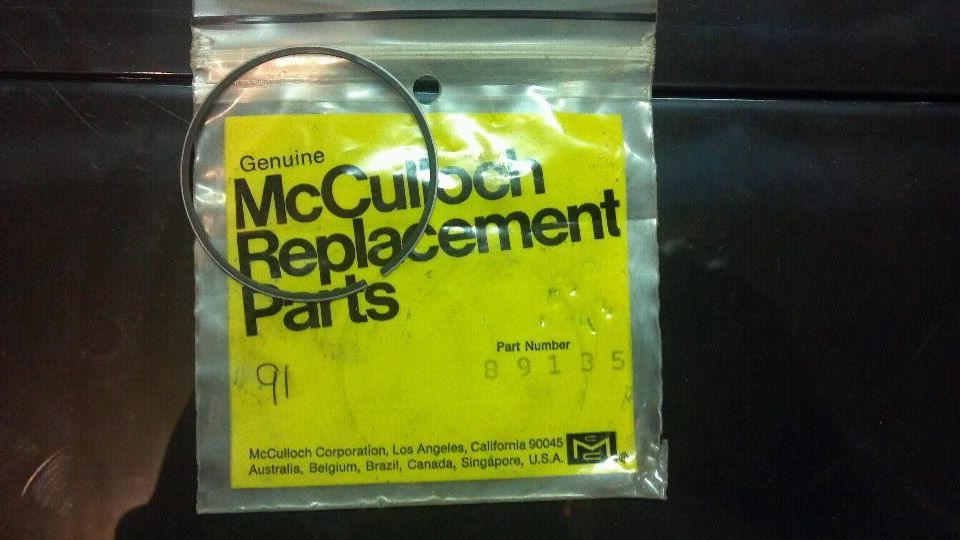 Genuine
McCulloch
Replacement
Parts
Part Number
89135
91
McCulloch Corporation, Los Angeles, California 90045
Australia, Belgium, Brazil, Canada, Singapore, U.S.A.